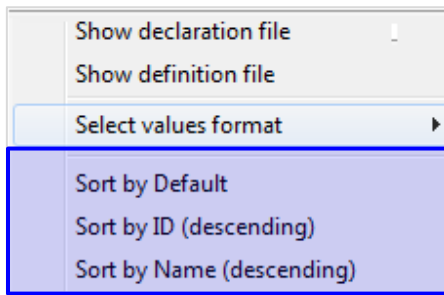 Show declaration file
Show definition file
Select values format
Sort by Default
Sort by ID (descending)
Sort by Name (descending)